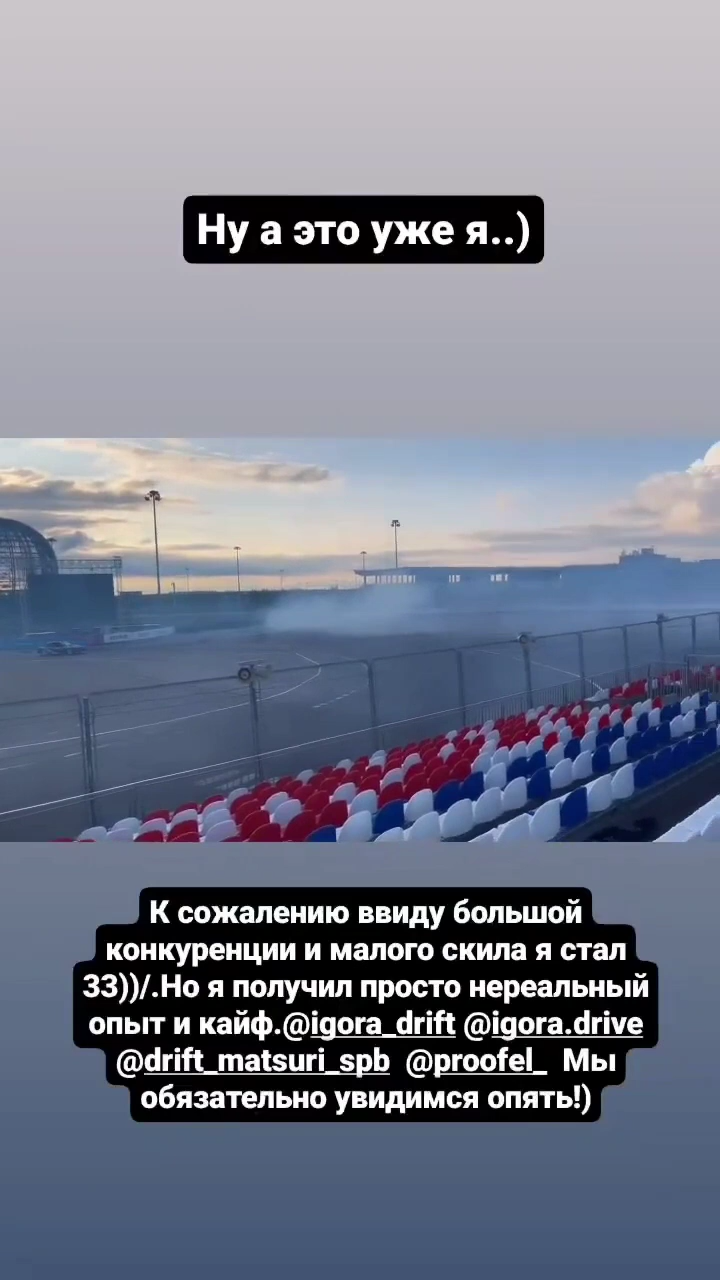 Ну а это уже я..)
К сожалению ввиду большой
конкуренции и малого скила я стал
33))/.Но я получил просто нереальный
опыт и кайф.@igora_drift @igora.drive
@drift_matsuri_spb @proofel_ Мы
обязательно увидимся опять!)